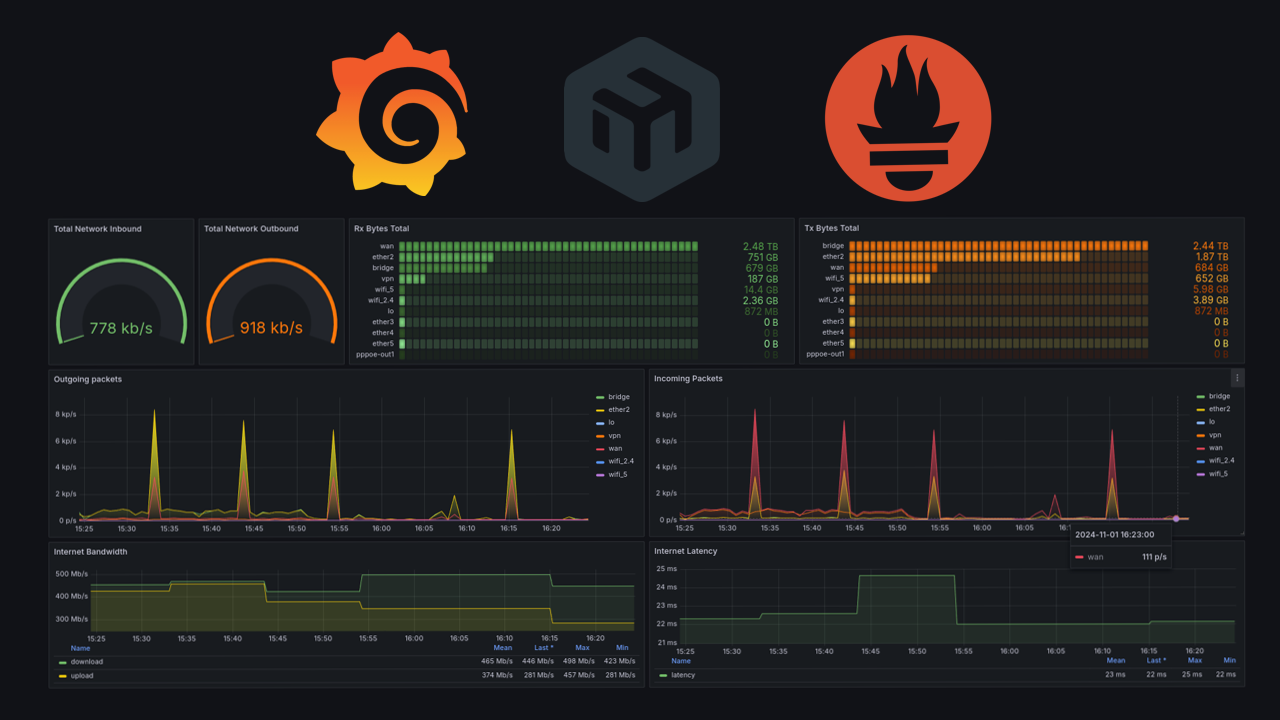 Total Network Inbound
778 kb/s
Total Network Outbound
918 kb/s
Rx Bytes Total
wan 2.48 TB
ether2 751 GB
bridge 679 GB
vpn 187 GB
wifi_5 14.4 GB
wifi_2.4 2.36 GB
lo 872 MB
ether3 0 B
ether4 0 B
ether5 0 B
pppoe-out1 0 B
Tx Bytes Total
bridge 2.44 TB
ether2 1.87 TB
wan 684 GB
wifi_5 652 GB
vpn 5.98 GB
wifi_2.4 3.89 GB
lo 872 MB
ether3 0 B
ether4 0 B
ether5 0 B
pppoe-out1 0 B
Outgoing packets
8 kp/s
6 kp/s
4 kp/s
2 kp/s
0 p/s
15:25 15:30 15:35 15:40 15:45 15:50 15:55 16:00 16:05 16:10 16:15 16:20
bridge
ether2
lo
vpn
wan
wifi_2.4
wifi_5
Incoming Packets
8 kp/s
6 kp/s
4 kp/s
2 kp/s
0 p/s
15:25 15:30 15:35 15:40 15:45 15:50 15:55 16:00 16:05
bridge
ether2
lo
vpn
wan
wifi_2.4
wifi_5
2024-11-01 16:23:00
wan 111 p/s
Internet Bandwidth
500 Mb/s
400 Mb/s
300 Mb/s
15:25 15:30 15:35 15:40 15:45 15:50 15:55 16:00 16:05 16:10 16:15 16:20
Name Mean Last * Max Min
download 465 Mb/s 446 Mb/s 498 Mb/s 423 Mb/s
upload 374 Mb/s 281 Mb/s 457 Mb/s 281 Mb/s
Internet Latency
25 ms
24 ms
23 ms
22 ms
21 ms
15:25 15:30 15:35 15:40 15:45 15:50 15:55 16:00 16:05 16:10 16:15 16:20
Name Mean Last * Max Min
latency 23 ms 22 ms 25 ms 22 ms